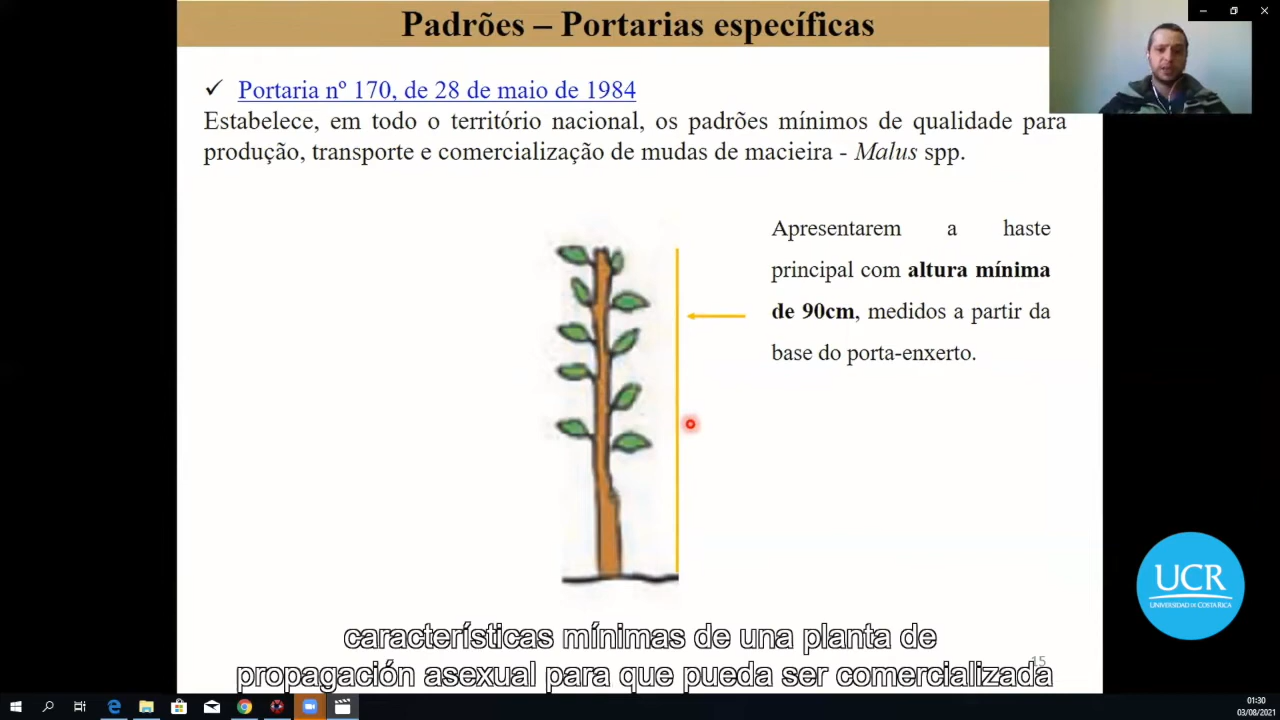 Padrões – Portarias específicas
✓ Portaria nº 170, de 28 de maio de 1984
Estabelece, em todo o território nacional, os padrões mínimos de qualidade para
produção, transporte e comercialização de mudas de macieira - Malus spp.
Apresentarem a haste
principal com altura mínima
de 90cm, medidos a partir da
base do porta-enxerto.
UCR
UNIVERSIDAD DE COSTA RICA
características mínimas de una planta de
propagación asexual para que pueda ser comercializada
15
01:30
03/08/2021